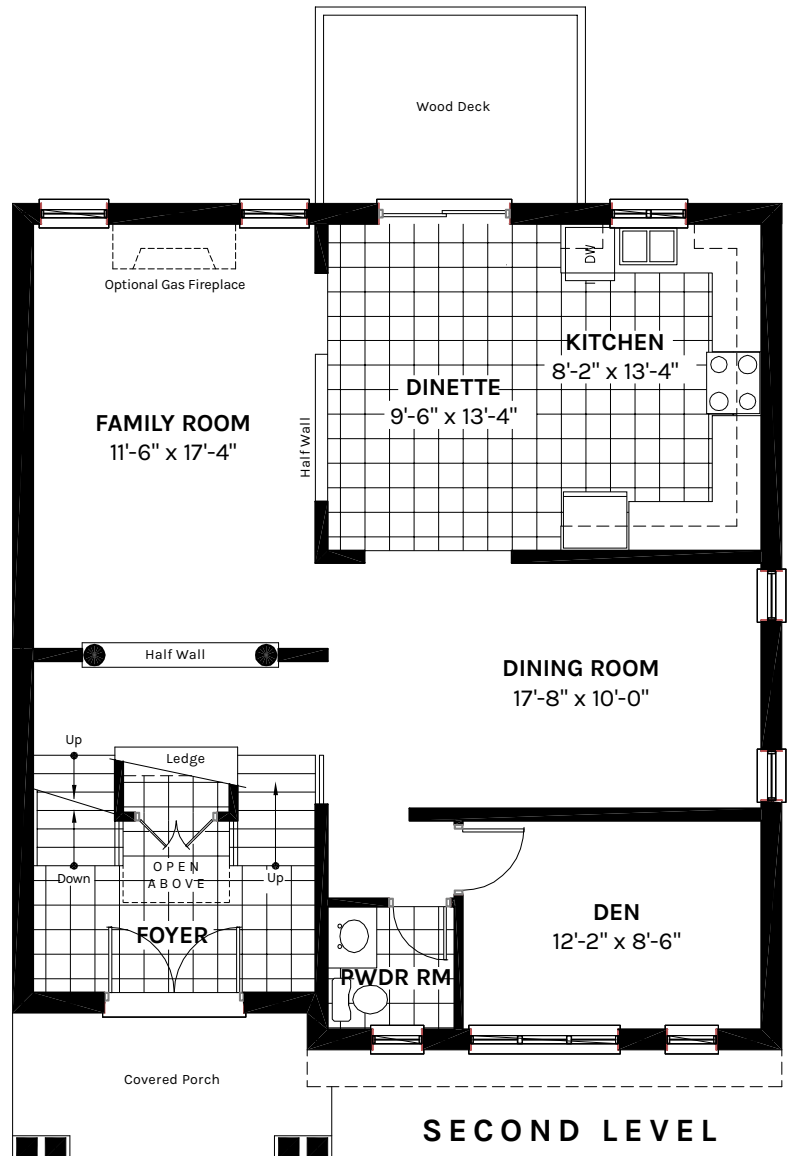 Wood Deck
Optional Gas Fireplace
DW
KITCHEN
8'-2" x 13'-4"
DINETTE
9'-6" x 13'-4"
FAMILY ROOM
11'-6" x 17'-4"
Half Wall
Half Wall
DINING ROOM
17'-8" x 10'-0"
Up
Ledge
OPEN
ABOVE
Down
Up
FOYER
DEN
12'-2" x 8'-6"
PWDR RM
Covered Porch
SECOND LEVEL